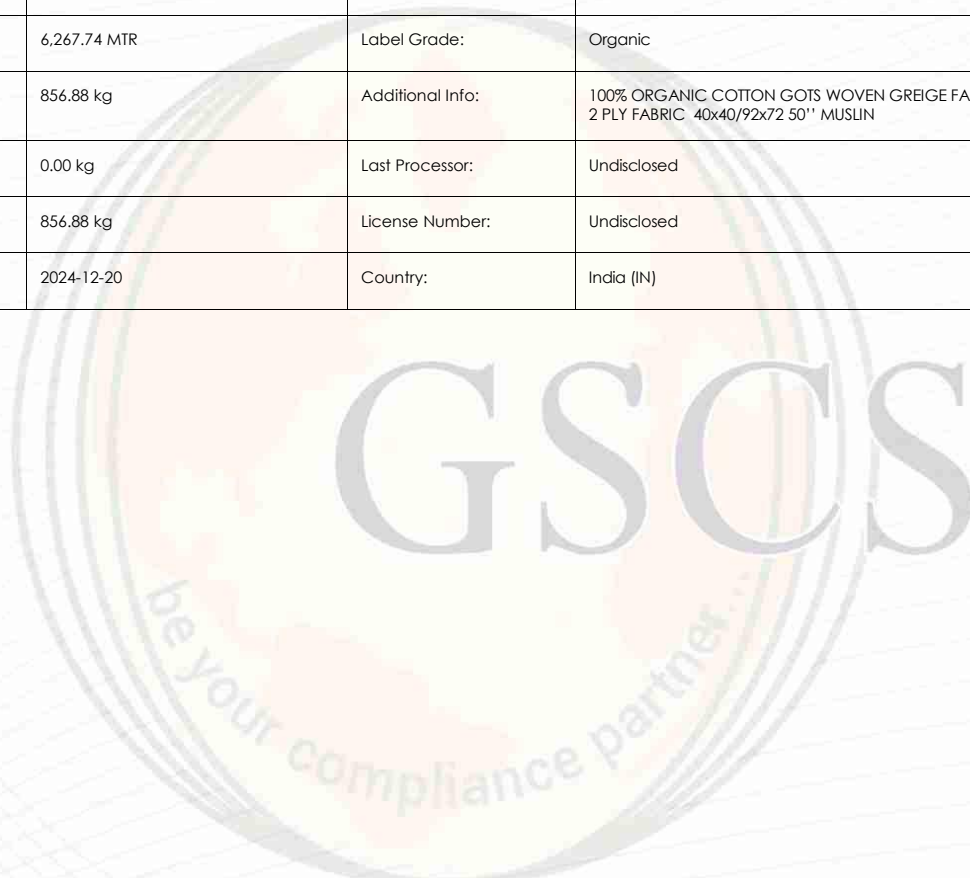 6,267.74 MTR Label Grade: Organic
856.88 kg Additional Info: 100% ORGANIC COTTON GOTS WOVEN GREIGE FA
2 PLY FABRIC 40x40/92x72 50'' MUSLIN
0.00 kg Last Processor: Undisclosed
856.88 kg License Number: Undisclosed
2024-12-20 Country: India (IN)
GSCS
be your compliance partner...